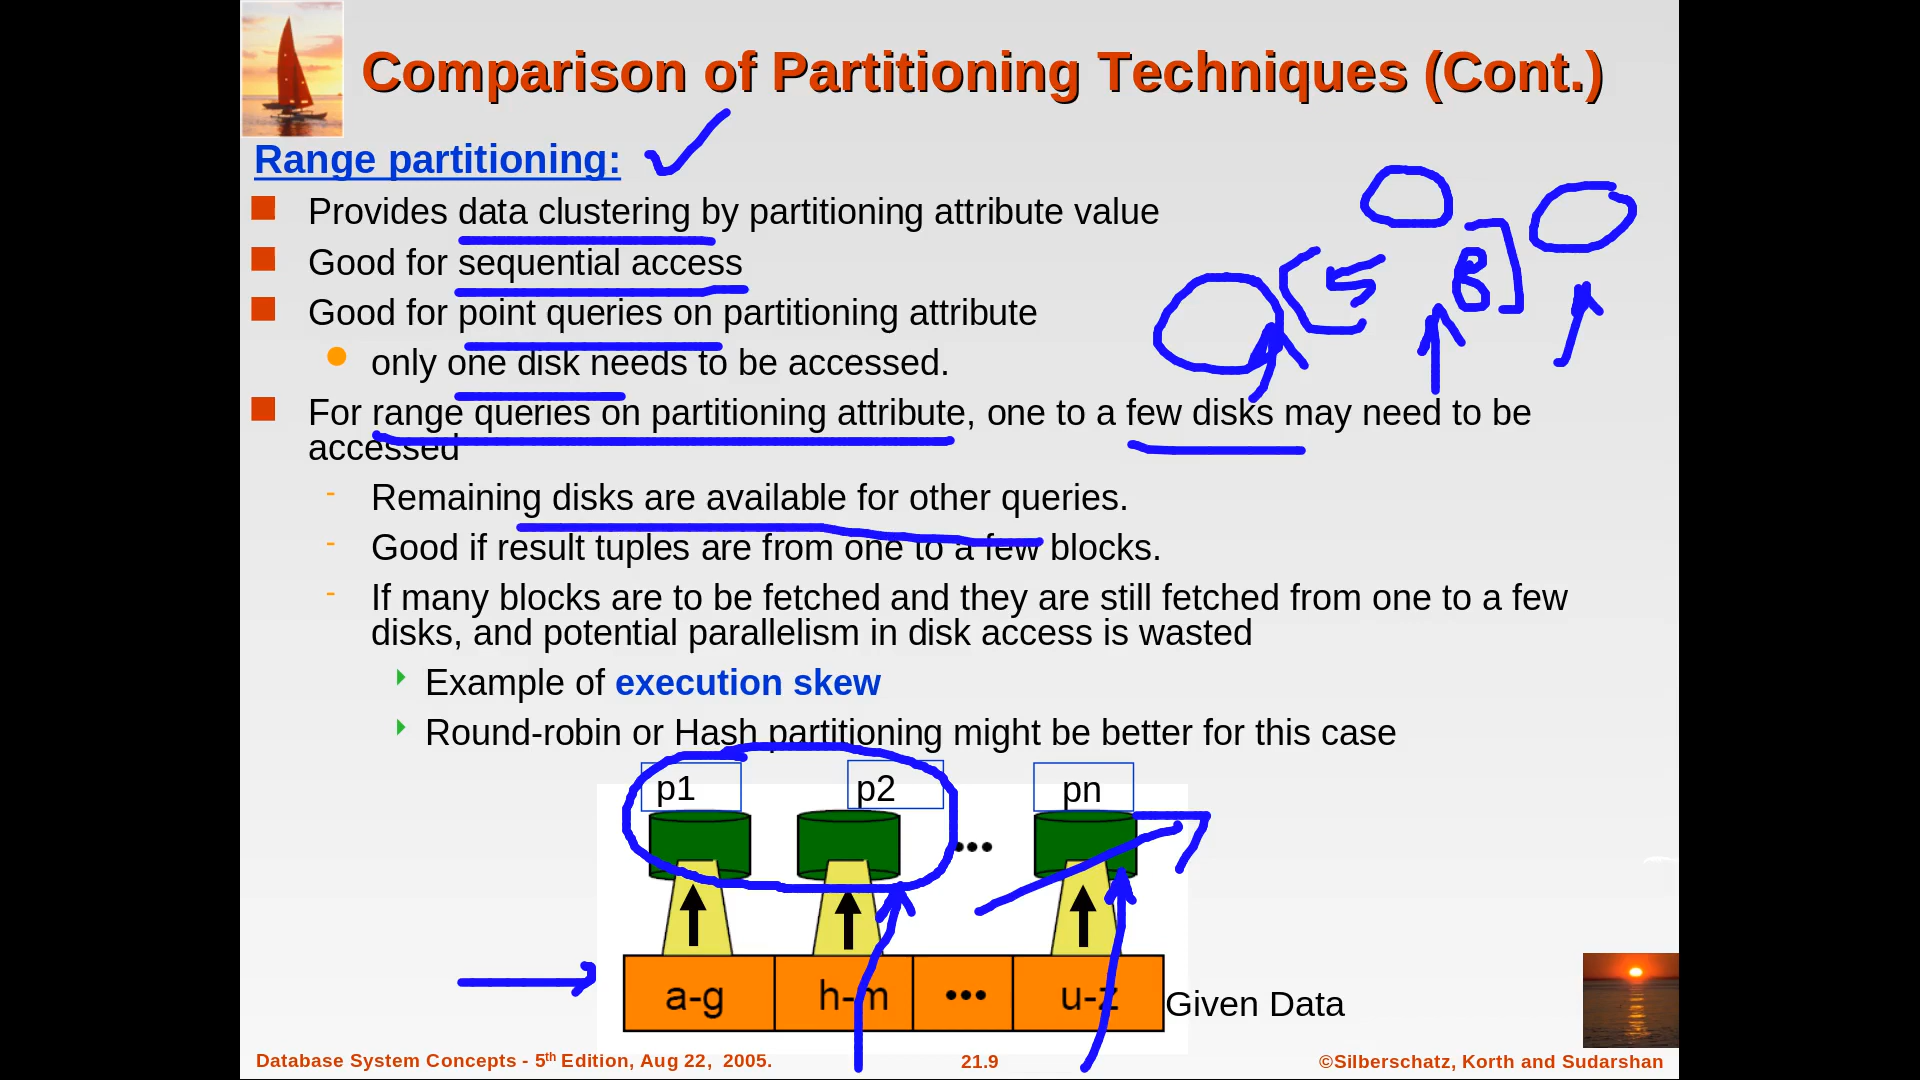 Comparison of Partitioning Techniques (Cont.)
Range partitioning:
Provides data clustering by partitioning attribute value
Good for sequential access
Good for point queries on partitioning attribute
only one disk needs to be accessed.
For range queries on partitioning attribute, one to a few disks may need to be
accessed
Remaining disks are available for other queries.
Good if result tuples are from one to a few blocks.
If many blocks are to be fetched and they are still fetched from one to a few
disks, and potential parallelism in disk access is wasted
Example of execution skew
Round-robin or Hash partitioning might be better for this case
p1 p2 pn
a-g h-m ••• u-z Given Data
Database System Concepts - 5th Edition, Aug 22, 2005. 21.9 ©Silberschatz, Korth and Sudarshan